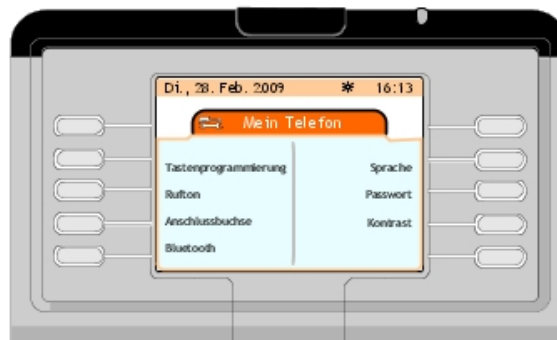 Di., 28. Feb. 2009 16:13
Mein Telefon
Tastenprogrammierung Sprache
Rufton Passwort
Anschlussbuchse Kontrast
Bluetooth